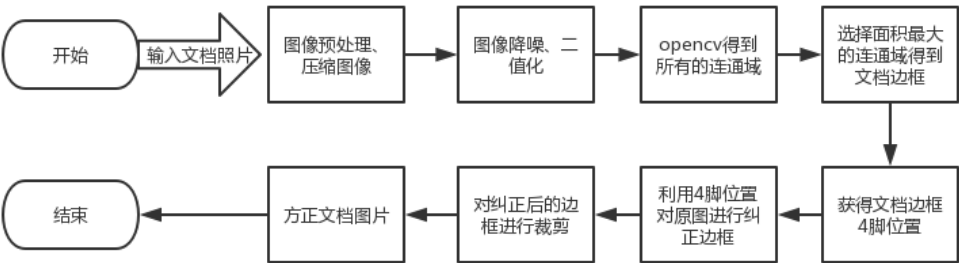 开始
输入文档照片
图像预处理、
压缩图像
图像降噪、二
值化
opencv得到
所有的连通域
选择面积最大
的连通域得到
文档边框
获得文档边框
4脚位置
利用4脚位置
对原图进行纠
正边框
对纠正后的边
框进行裁剪
方正文档图片
结束